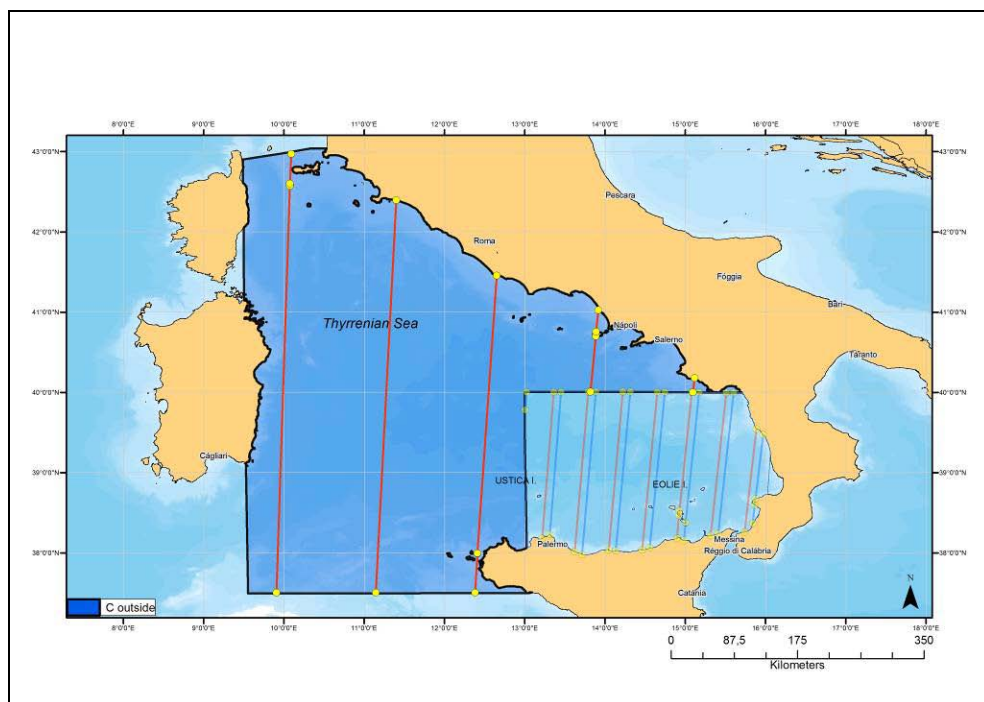 8°0'0"E 9°0'0"E 10°0'0"E 11°0'0"E 12°0'0"E 13°0'0"E 14°0'0"E 15°0'0"E 16°0'0"E 17°0'0"E 18°0'0"E
43°0'0"N 43°0'0"N
Pescara
42°0'0"N 42°0'0"N
Roma
Fóggia
41°0'0"N Bari 41°0'0"N
Thyrrenian Sea Nápoli
Salerno
Taranto
40°0'0"N 40°0'0"N
Cágliari
39°0'0"N 39°0'0"N
USTICA I. EOLIE I.
Palermo Messina
38°0'0"N Réggio di Calábria 38°0'0"N
Catania
N
C outside
8°0'0"E 9°0'0"E 10°0'0"E 11°0'0"E 12°0'0"E 13°0'0"E 14°0'0"E 15°0'0"E 16°0'0"E 17°0'0"E 18°0'0"E
0 87,5 175 350
Kilometers